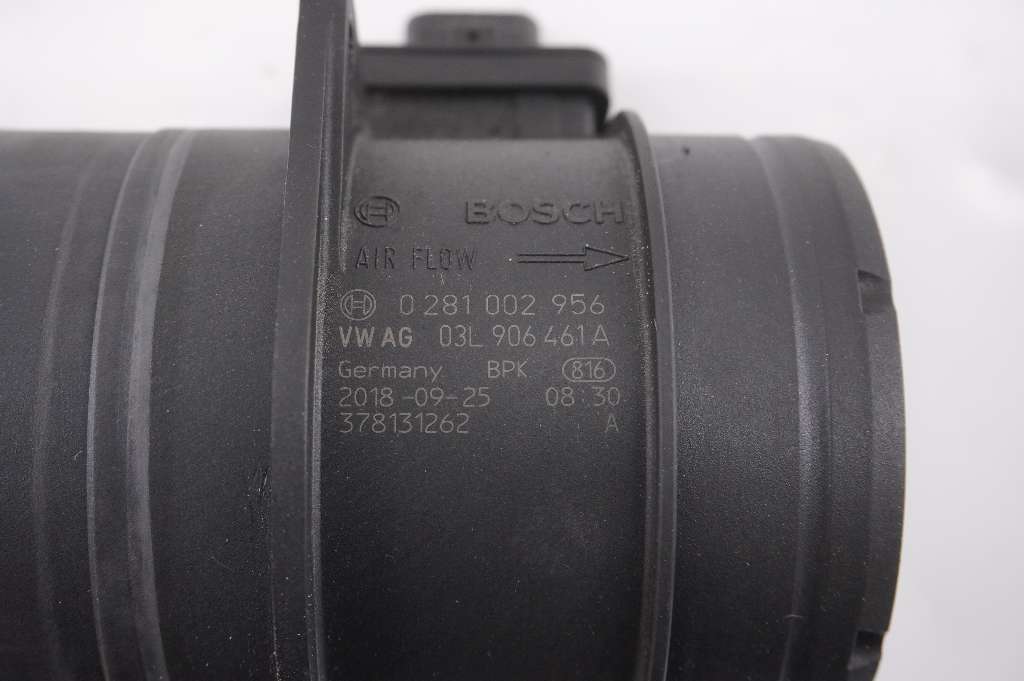 BOSCH
AIR FLOW
0 281 002 956
VW AG 03L 906 461 A
Germany BPK 816
2018-09-25 08:30
378131262 A